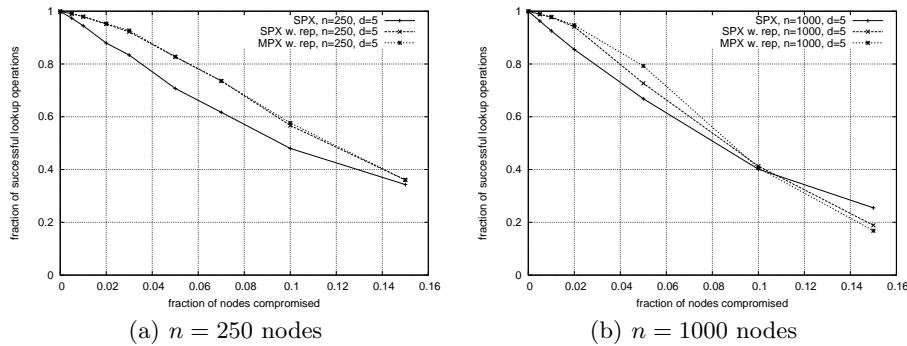 SPX, n=250, d=5
SPX w. rep, n=250, d=5
MPX w. rep, n=250, d=5
fraction of successful lookup operations
1
0.8
0.6
0.4
0.2
0
0 0.02 0.04 0.06 0.08 0.1 0.12 0.14 0.16
fraction of nodes compromised
(a) n = 250 nodes
SPX, n=1000, d=5
SPX w. rep, n=1000, d=5
MPX w. rep, n=1000, d=5
fraction of successful lookup operations
1
0.8
0.6
0.4
0.2
0
0 0.02 0.04 0.06 0.08 0.1 0.12 0.14 0.16
fraction of nodes compromised
(b) n = 1000 nodes